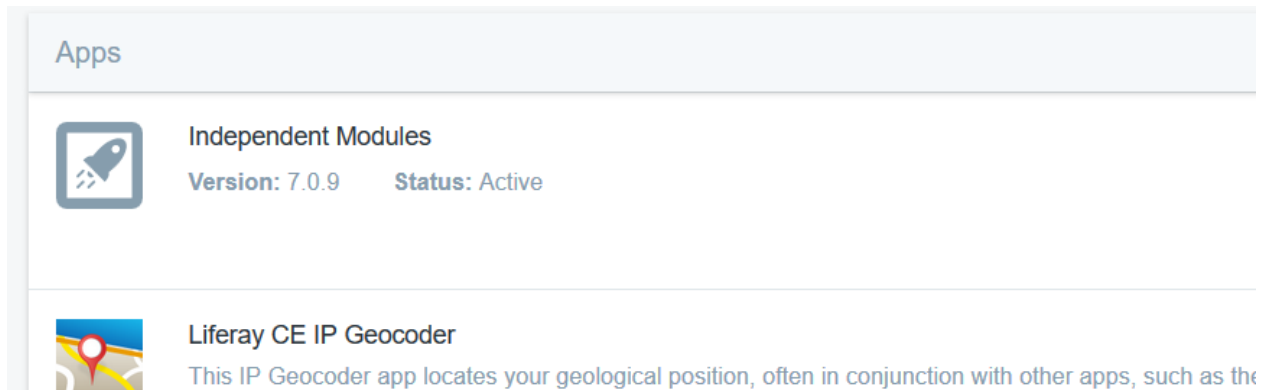 Apps
Independent Modules
Version: 7.0.9 Status: Active
Liferay CE IP Geocoder
This IP Geocoder app locates your geological position, often in conjunction with other apps, such as the